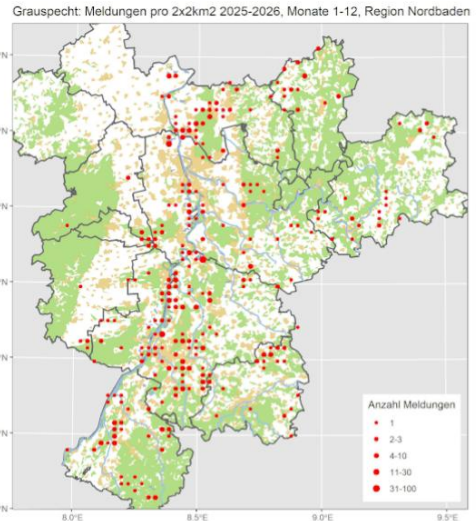 Grauspecht: Meldungen pro 2x2km2 2025-2026, Monate 1-12, Region Nordbaden
°N
°N
°N
°N
°N
°N
°N
Anzahl Meldungen
1
2-3
4-10
11-30
31-100
8.0°E
8.5°E
9.0°E
9.5°E